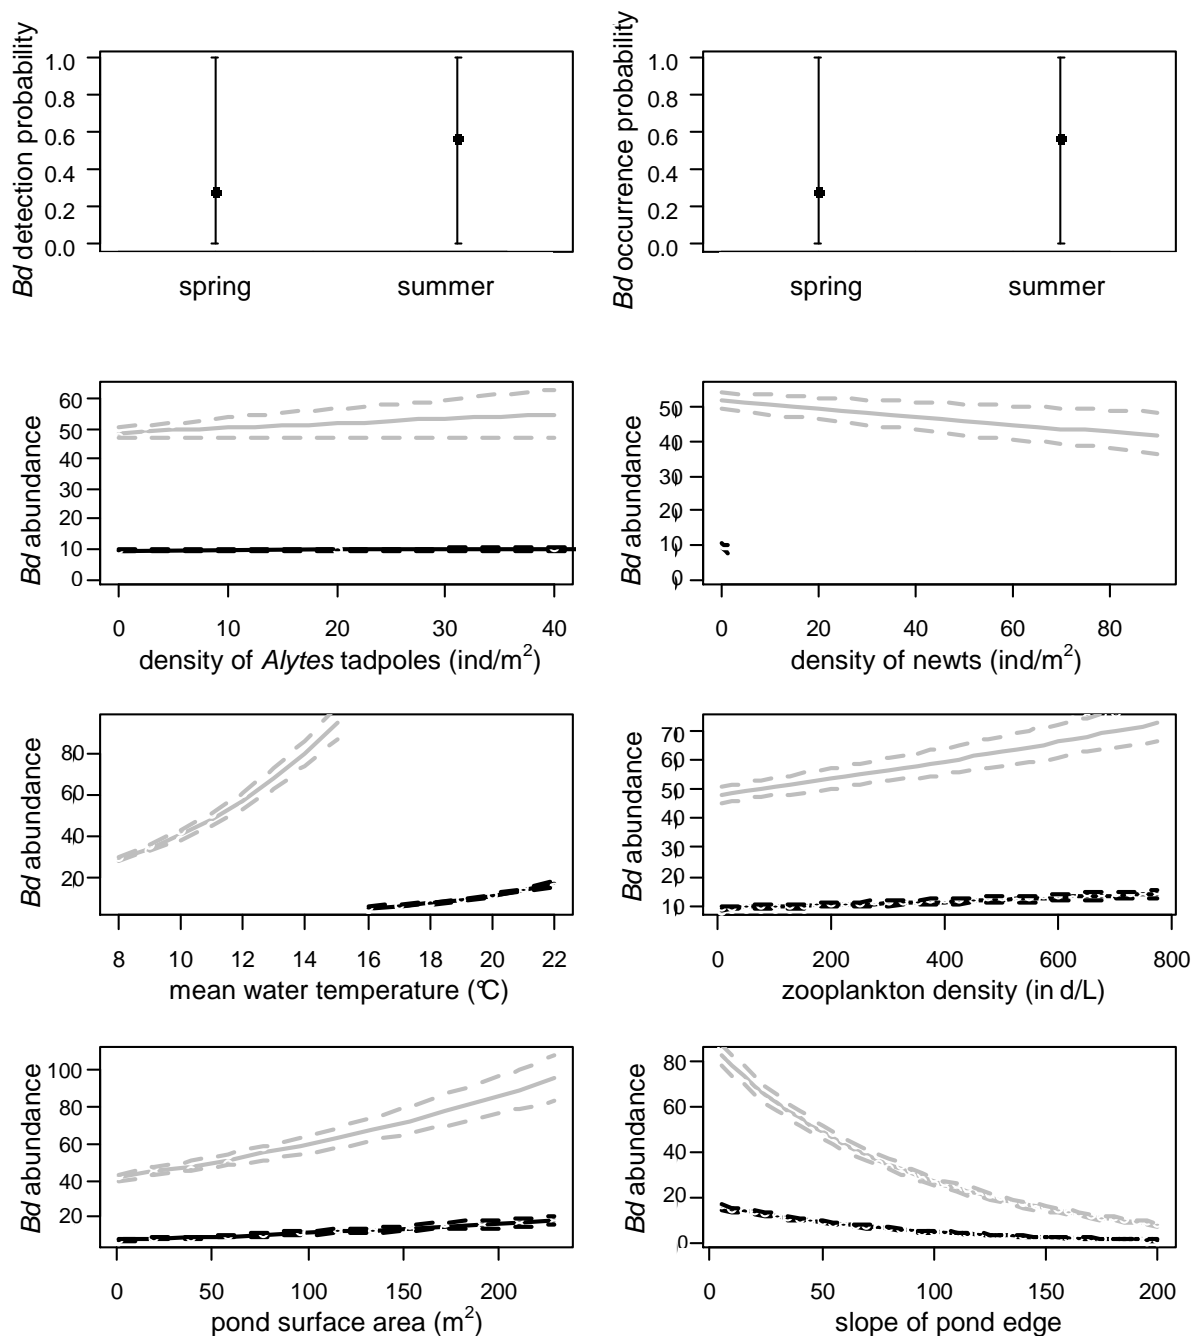 Bd detection probability
1.0
0.8
0.6
0.4
0.2
0.0
spring summer
Bd occurrence probability
1.0
0.8
0.6
0.4
0.2
0.0
spring summer
Bd abundance
60
50
40
30
20
10
0
0 10 20 30 40
density of Alytes tadpoles (ind/m²)
Bd abundance
50
40
30
20
10
0
0 20 40 60 80
density of newts (ind/m²)
Bd abundance
80
60
40
20
8 10 12 14 16 18 20 22
mean water temperature (°C)
Bd abundance
70
60
50
40
30
20
10
0 200 400 600 800
zooplankton density (in d/L)
Bd abundance
100
80
60
40
20
0 50 100 150 200
pond surface area (m²)
Bd abundance
80
60
40
20
0
0 50 100 150 200
slope of pond edge